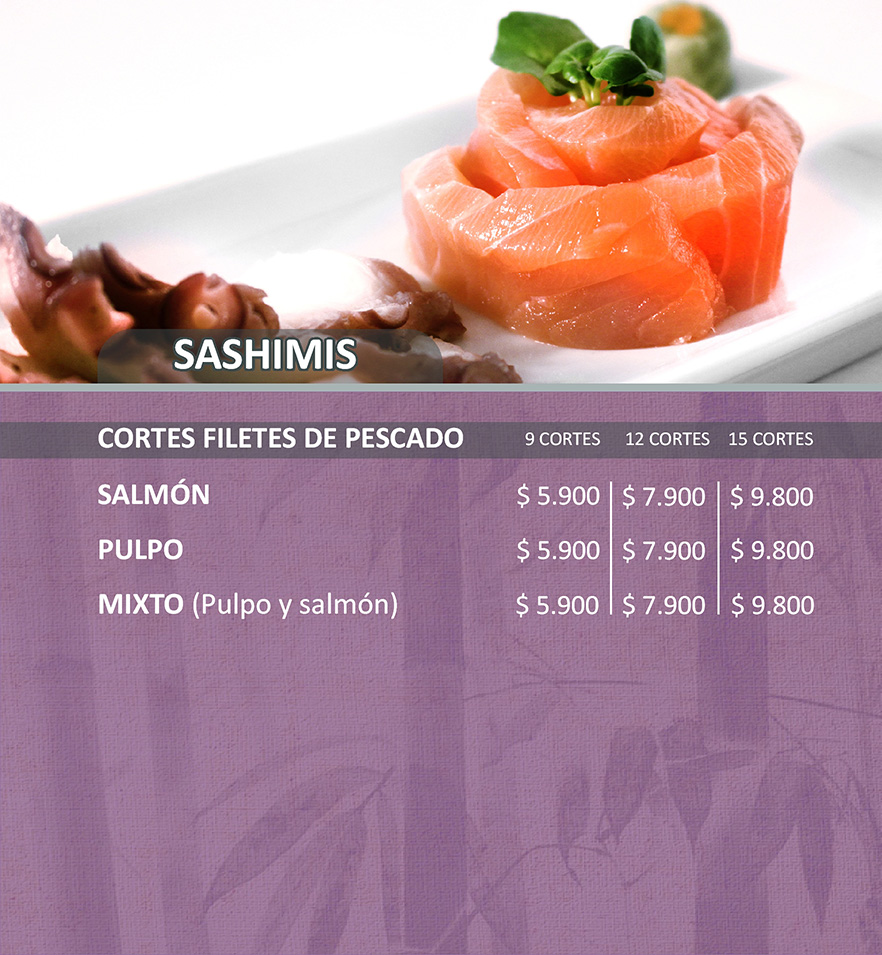 SASHIMIS
CORTES FILETES DE PESCADO 9 CORTES 12 CORTES 15 CORTES
SALMÓN $ 5.900 $ 7.900 $ 9.800
PULPO $ 5.900 $ 7.900 $ 9.800
MIXTO (Pulpo y salmón) $ 5.900 $ 7.900 $ 9.800